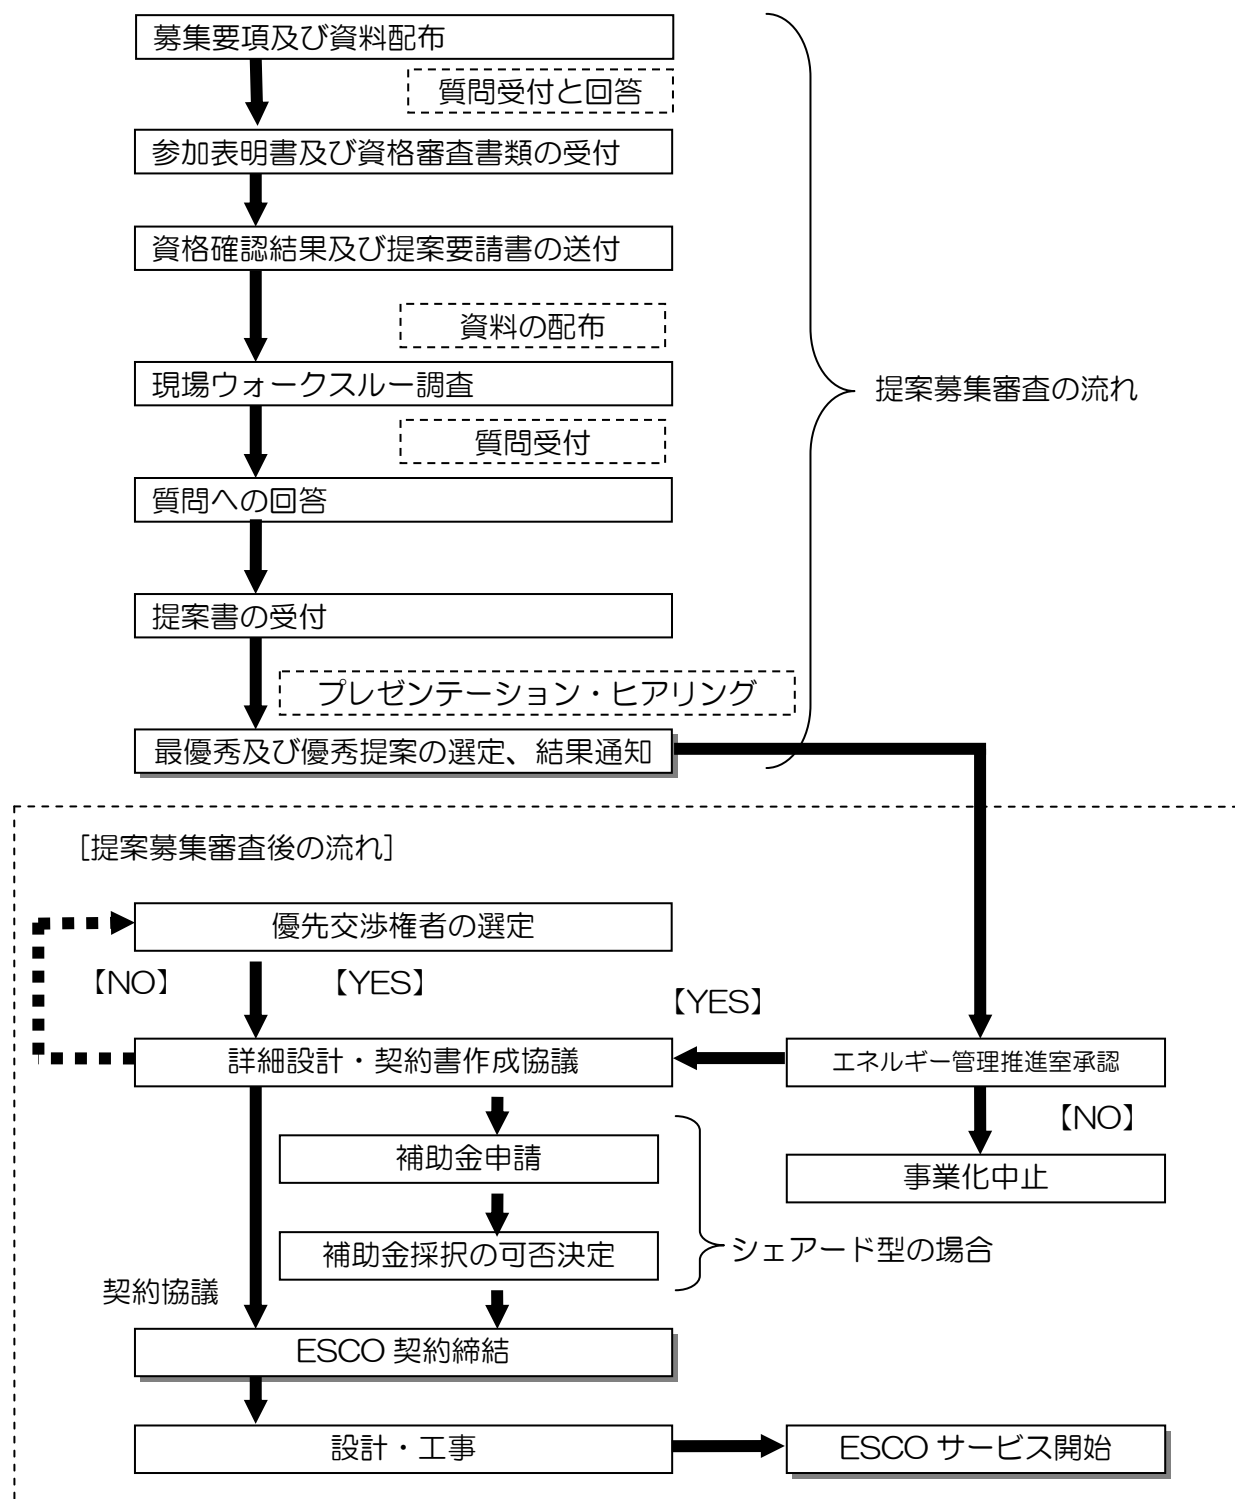 募集要項及び資料配布
質問受付と回答
参加表明書及び資格審査書類の受付
資格確認結果及び提案要請書の送付
資料の配布
現場ウォークスルー調査
提案募集審査の流れ
質問受付
質問への回答
提案書の受付
プレゼンテーション・ヒアリング
最優秀及び優秀提案の選定、結果通知
[提案募集審査後の流れ]
優先交渉権者の選定
【NO】
【YES】
【YES】
詳細設計・契約書作成協議
エネルギー管理推進室承認
【NO】
補助金申請
事業化中止
補助金採択の可否決定
シェアード型の場合
契約協議
ESCO 契約締結
設計・工事
ESCO サービス開始